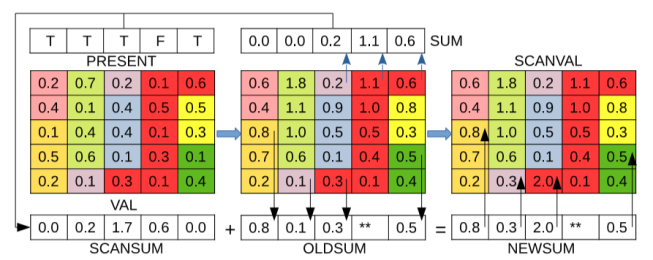 T T T F T
0.0 0.0 0.2 1.1 0.6 SUM
PRESENT
SCANVAL
0.2 0.7 0.2 0.1 0.6
0.4 0.1 0.4 0.5 0.5
0.1 0.4 0.4 0.1 0.3
0.5 0.6 0.1 0.3 0.1
0.2 0.1 0.3 0.1 0.4
0.6 1.8 0.2 1.1 0.6
0.4 1.1 0.9 1.0 0.8
0.8 1.0 0.5 0.5 0.3
0.7 0.6 0.1 0.4 0.5
0.2 0.1 0.3 0.1 0.4
0.6 1.8 0.2 1.1 0.6
0.4 1.1 0.9 1.0 0.8
0.8 1.0 0.5 0.5 0.3
0.7 0.6 0.1 0.4 0.5
0.2 0.3 2.0 0.1 0.4
VAL
0.0 0.2 1.7 0.6 0.0 + 0.8 0.1 0.3 ** 0.5 = 0.8 0.3 2.0 ** 0.5
SCANSUM OLDSUM NEWSUM